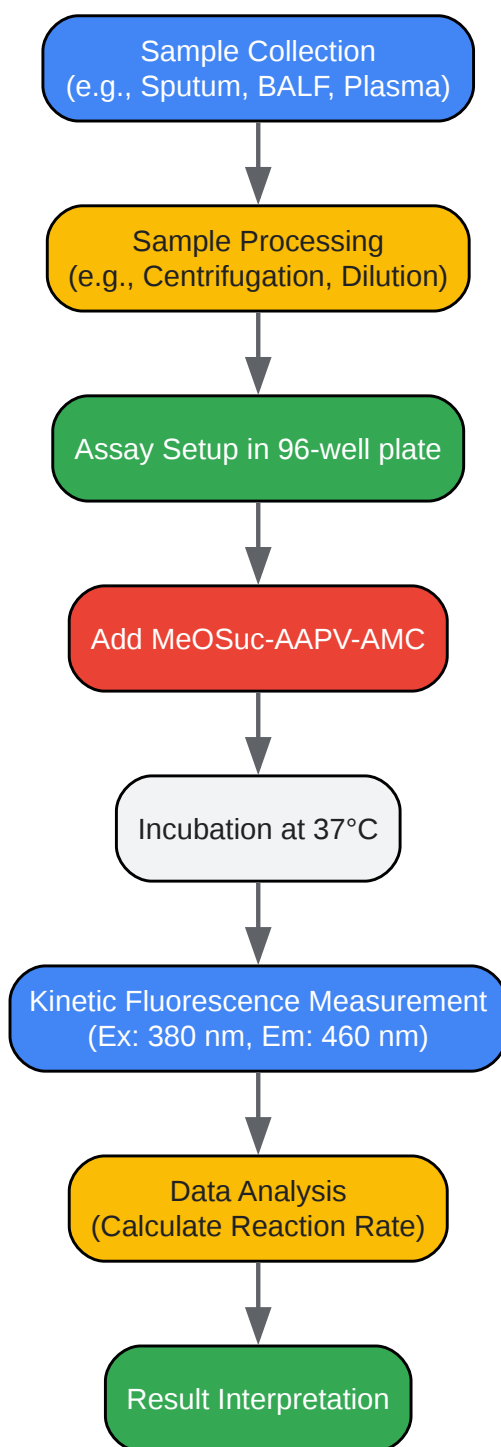 Sample Collection
(e.g., Sputum, BALF, Plasma)
Sample Processing
(e.g., Centrifugation, Dilution)
Assay Setup in 96-well plate
Add MeOSuc-AAPV-AMC
Incubation at 37°C
Kinetic Fluorescence Measurement
(Ex: 380 nm, Em: 460 nm)
Data Analysis
(Calculate Reaction Rate)
Result Interpretation